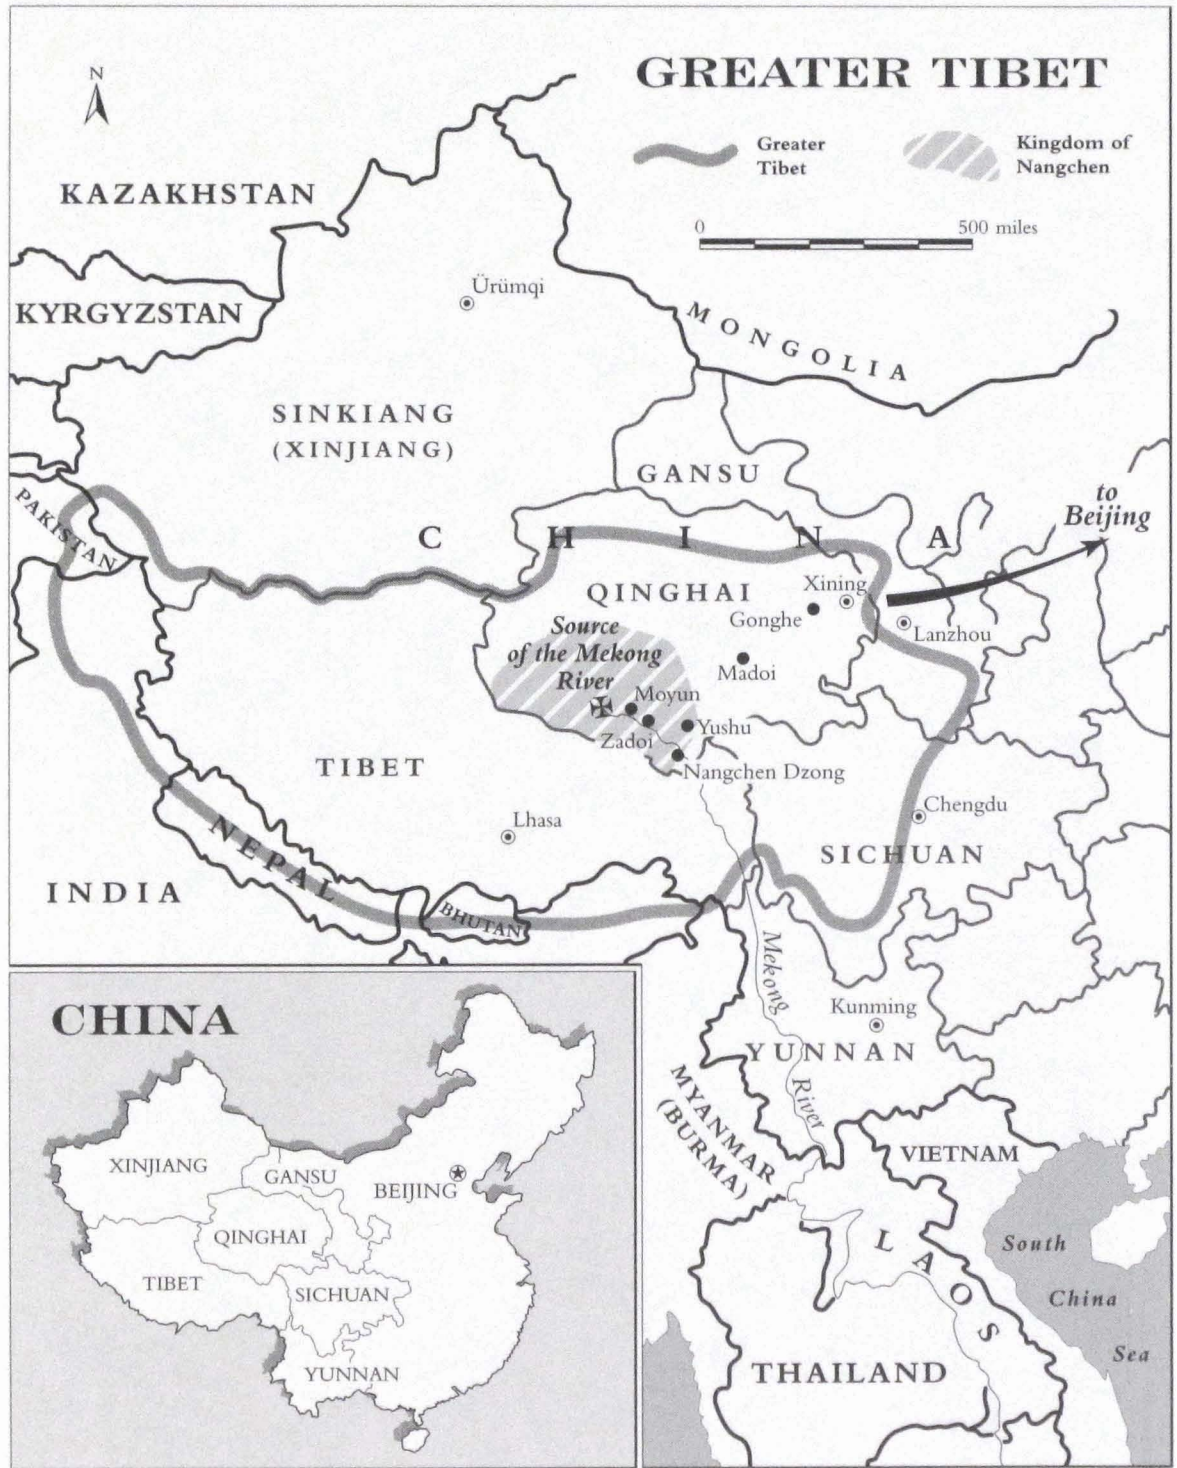 GREATER TIBET
N
Greater
Tibet
Kingdom of
Nangchen
0
500 miles
KAZAKHSTAN
KYRGYZSTAN
Ürümqi
MONGOLIA
SINKIANG
(XINJIANG)
GANSU
PAKISTAN
CHINA
to
Beijing
QINGHAI
Xining
Gonghe
Lanzhou
Source
of the Mekong
River
Madoi
Moyun
Zadoi
Yushu
Nangchen Dzong
TIBET
Lhasa
Chengdu
SICHUAN
NEPAL
INDIA
BHUTAN
Mekong
River
Kunming
YUNNAN
MYANMAR
(BURMA)
VIETNAM
LAOS
THAILAND
South
China
Sea
CHINA
XINJIANG
GANSU
BEIJING
QINGHAI
TIBET
SICHUAN
YUNNAN